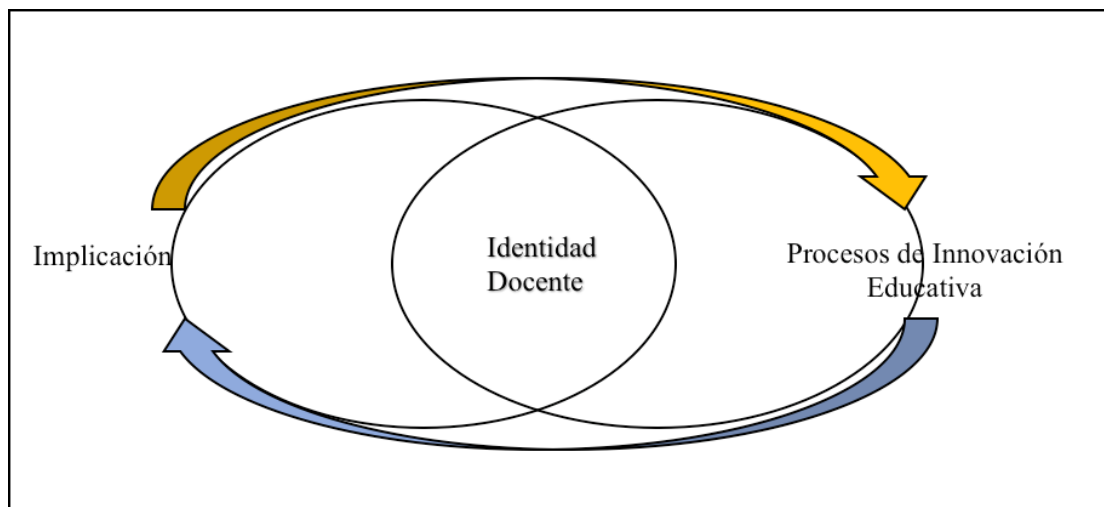 Implicación
Identidad
Docente
Procesos de Innovación
Educativa